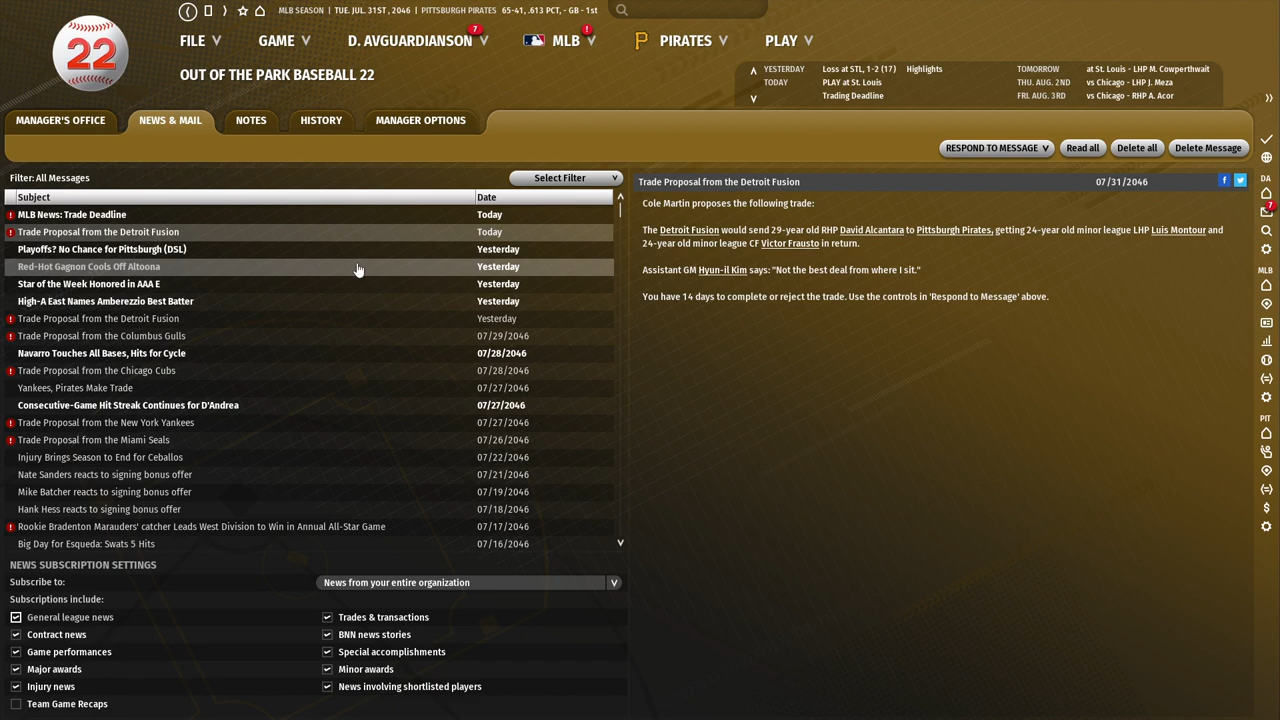 MLB SEASON | TUE. JUL. 31ST , 2046 | PITTSBURGH PIRATES 65-41, .613 PCT, - GB - 1st
22
FILE
GAME
D. AVGUARDIANSON
7
MLB
!
P
PIRATES
PLAY
OUT OF THE PARK BASEBALL 22
YESTERDAY Loss at STL, 1-2 (17) Highlights
TODAY PLAY at St. Louis
Trading Deadline
TOMORROW at St. Louis - LHP M. Cowperthwait
THU. AUG. 2ND vs Chicago - LHP J. Meza
FRI. AUG. 3RD vs Chicago - RHP A. Acor
MANAGER'S OFFICE
NEWS & MAIL
NOTES
HISTORY
MANAGER OPTIONS
RESPOND TO MESSAGE
Read all
Delete all
Delete Message
Filter: All Messages
Select Filter
Subject Date
MLB News: Trade Deadline Today
Trade Proposal from the Detroit Fusion Today
Playoffs? No Chance for Pittsburgh (DSL) Yesterday
Red-Hot Gagnon Cools Off Altoona Yesterday
Star of the Week Honored in AAA E Yesterday
High-A East Names Amberezzio Best Batter Yesterday
Trade Proposal from the Detroit Fusion Yesterday
Trade Proposal from the Columbus Gulls 07/29/2046
Navarro Touches All Bases, Hits for Cycle 07/28/2046
Trade Proposal from the Chicago Cubs 07/28/2046
Yankees, Pirates Make Trade 07/27/2046
Consecutive-Game Hit Streak Continues for D'Andrea 07/27/2046
Trade Proposal from the New York Yankees 07/27/2046
Trade Proposal from the Miami Seals 07/26/2046
Injury Brings Season to End for Ceballos 07/22/2046
Nate Sanders reacts to signing bonus offer 07/21/2046
Mike Batcher reacts to signing bonus offer 07/19/2046
Hank Hess reacts to signing bonus offer 07/18/2046
Rookie Bradenton Marauders' catcher Leads West Division to Win in Annual All-Star Game 07/17/2046
Big Day for Esqueda: Swats 5 Hits 07/16/2046
NEWS SUBSCRIPTION SETTINGS
Subscribe to: News from your entire organization
Subscriptions include:
General league news
Trades & transactions
Contract news
BNN news stories
Game performances
Special accomplishments
Major awards
Minor awards
Injury news
News involving shortlisted players
Team Game Recaps
Trade Proposal from the Detroit Fusion 07/31/2046
Cole Martin proposes the following trade:
The Detroit Fusion would send 29-year old RHP David Alcantara to Pittsburgh Pirates, getting 24-year old minor league LHP Luis Montour and
24-year old minor league CF Victor Frausto in return.
Assistant GM Hyun-il Kim says: "Not the best deal from where I sit."
You have 14 days to complete or reject the trade. Use the controls in 'Respond to Message' above.
DA
7
MLB
PIT